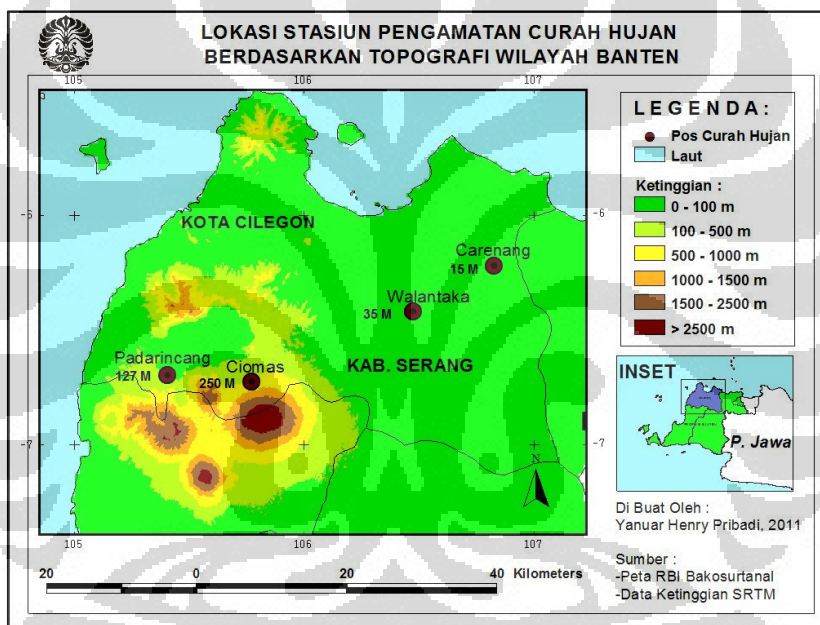 LOKASI STASIUN PENGAMATAN CURAH HUJAN
BERDASARKAN TOPOGRAFI WILAYAH BANTEN
105
106
107
-6
-6
KOTA CILEGON
Carenang
15 M
Walantaka
35 M
KAB. SERANG
Padarincang
127 M
Ciomas
250 M
-7
-7
N
105
106
107
20 0 20 40 Kilometers
LEGENDA :
Pos Curah Hujan
Laut
Ketinggian :
0 - 100 m
100 - 500 m
500 - 1000 m
1000 - 1500 m
1500 - 2500 m
> 2500 m
INSET
P. Jawa
Di Buat Oleh :
Yanuar Henry Pribadi, 2011
Sumber :
-Peta RBI Bakosurtanal
-Data Ketinggian SRTM